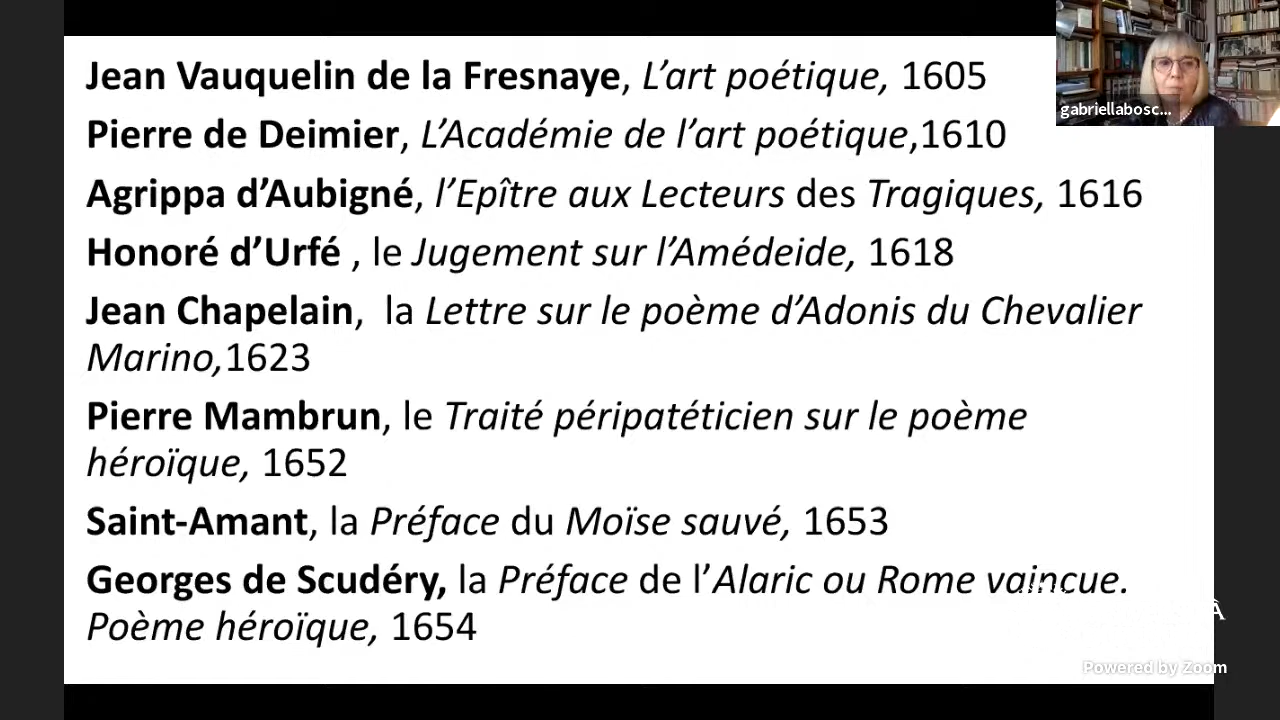 Jean Vauquelin de la Fresnaye, L’art poétique, 1605
Pierre de Deimier, L’Académie de l’art poétique,1610
Agrippa d’Aubigné, l’Epître aux Lecteurs des Tragiques, 1616
Honoré d’Urfé , le Jugement sur l’Amédeide, 1618
Jean Chapelain, la Lettre sur le poème d’Adonis du Chevalier
Marino,1623
Pierre Mambrun, le Traité péripatéticien sur le poème
héroïque, 1652
Saint-Amant, la Préface du Moïse sauvé, 1653
Georges de Scudéry, la Préface de l’Alaric ou Rome vaincue.
Poème héroïque, 1654
gabriellabosc...
Powered by Zoom